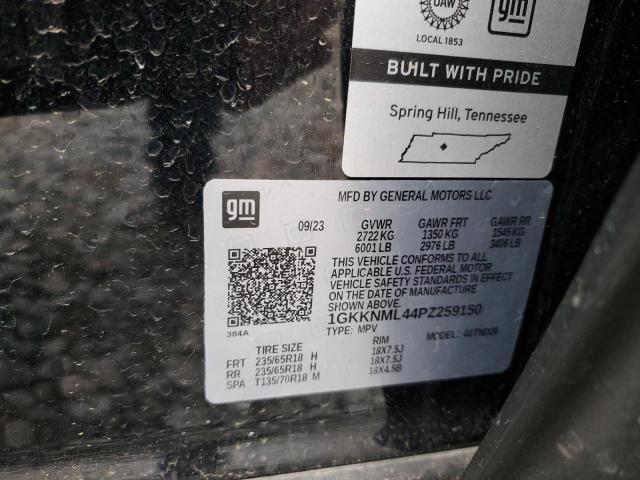 UAW
gm
LOCAL 1853
BUILT WITH PRIDE
Spring Hill, Tennessee
gm
MFD BY GENERAL MOTORS LLC
09/23 GVWR GAWR FRT GAWR RR
2722 KG 1350 KG 1545 KG
6001 LB 2976 LB 3406 LB
THIS VEHICLE CONFORMS TO ALL
APPLICABLE U.S. FEDERAL MOTOR
VEHICLE SAFETY STANDARDS IN EFFECT
ON THE DATE OF MANUFACTURE
SHOWN ABOVE.
1GKKNML44PZ259150
384A
TYPE: MPV MODEL:
TIRE SIZE RIM
FRT 235/65R18 H 18X7.5J
RR 235/65R18 H 18X7.5J
SPA T135/70R18 M 18X4.5B